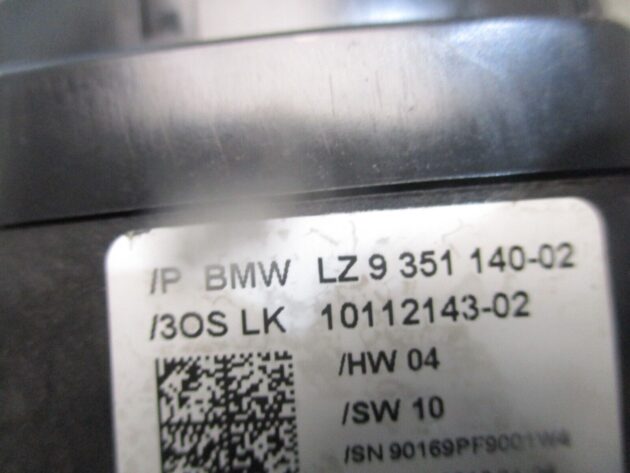 /P BMW LZ 9 351 140-02
/3OS LK 10112143-02
/HW 04
/SW 10
/SN 90169PF9001W4